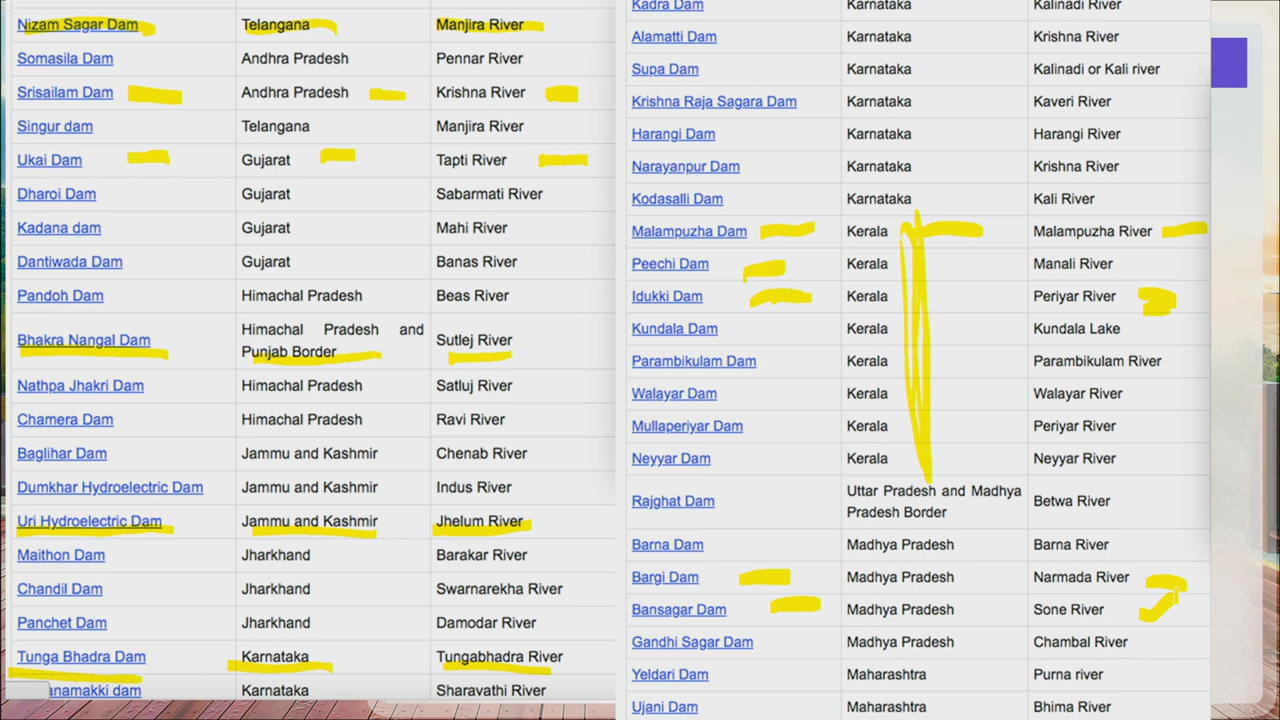 Nizam Sagar Dam Telangana Manjira River
Somasila Dam Andhra Pradesh Pennar River
Srisailam Dam Andhra Pradesh Krishna River
Singur dam Telangana Manjira River
Ukai Dam Gujarat Tapti River
Dharoi Dam Gujarat Sabarmati River
Kadana dam Gujarat Mahi River
Dantiwada Dam Gujarat Banas River
Pandoh Dam Himachal Pradesh Beas River
Bhakra Nangal Dam Himachal Pradesh and Punjab Border Sutlej River
Nathpa Jhakri Dam Himachal Pradesh Satluj River
Chamera Dam Himachal Pradesh Ravi River
Baglihar Dam Jammu and Kashmir Chenab River
Dumkhar Hydroelectric Dam Jammu and Kashmir Indus River
Uri Hydroelectric Dam Jammu and Kashmir Jhelum River
Maithon Dam Jharkhand Barakar River
Chandil Dam Jharkhand Swarnarekha River
Panchet Dam Jharkhand Damodar River
Tunga Bhadra Dam Karnataka Tungabhadra River
anamakki dam Karnataka Sharavathi River
Kadra Dam Karnataka Kalinadi River
Alamatti Dam Karnataka Krishna River
Supa Dam Karnataka Kalinadi or Kali river
Krishna Raja Sagara Dam Karnataka Kaveri River
Harangi Dam Karnataka Harangi River
Narayanpur Dam Karnataka Krishna River
Kodasalli Dam Karnataka Kali River
Malampuzha Dam Kerala Malampuzha River
Peechi Dam Kerala Manali River
Idukki Dam Kerala Periyar River
Kundala Dam Kerala Kundala Lake
Parambikulam Dam Kerala Parambikulam River
Walayar Dam Kerala Walayar River
Mullaperiyar Dam Kerala Periyar River
Neyyar Dam Kerala Neyyar River
Rajghat Dam Uttar Pradesh and Madhya Pradesh Border Betwa River
Barna Dam Madhya Pradesh Barna River
Bargi Dam Madhya Pradesh Narmada River
Bansagar Dam Madhya Pradesh Sone River
Gandhi Sagar Dam Madhya Pradesh Chambal River
Yeldari Dam Maharashtra Purna river
Ujani Dam Maharashtra Bhima River